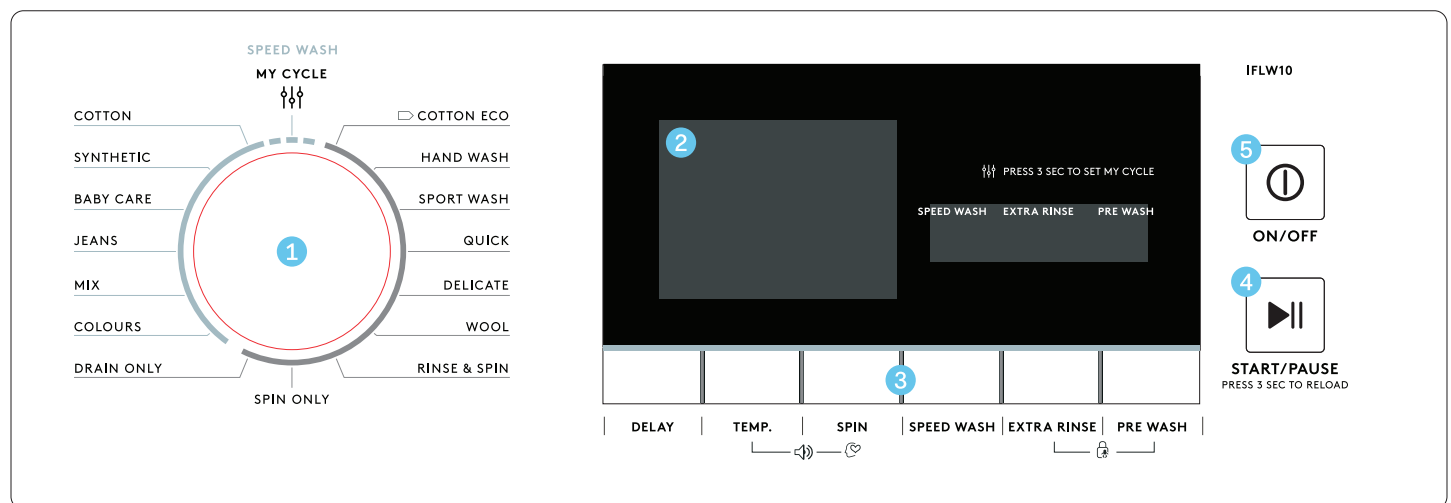 SPEED WASH
MY CYCLE
COTTON
SYNTHETIC
BABY CARE
JEANS
MIX
COLOURS
DRAIN ONLY
SPIN ONLY
COTTON ECO
HAND WASH
SPORT WASH
QUICK
DELICATE
WOOL
RINSE & SPIN
1
2
PRESS 3 SEC TO SET MY CYCLE
SPEED WASH EXTRA RINSE PRE WASH
3
DELAY TEMP. SPIN SPEED WASH EXTRA RINSE PRE WASH
IFLW10
5
ON/OFF
4
START/PAUSE
PRESS 3 SEC TO RELOAD